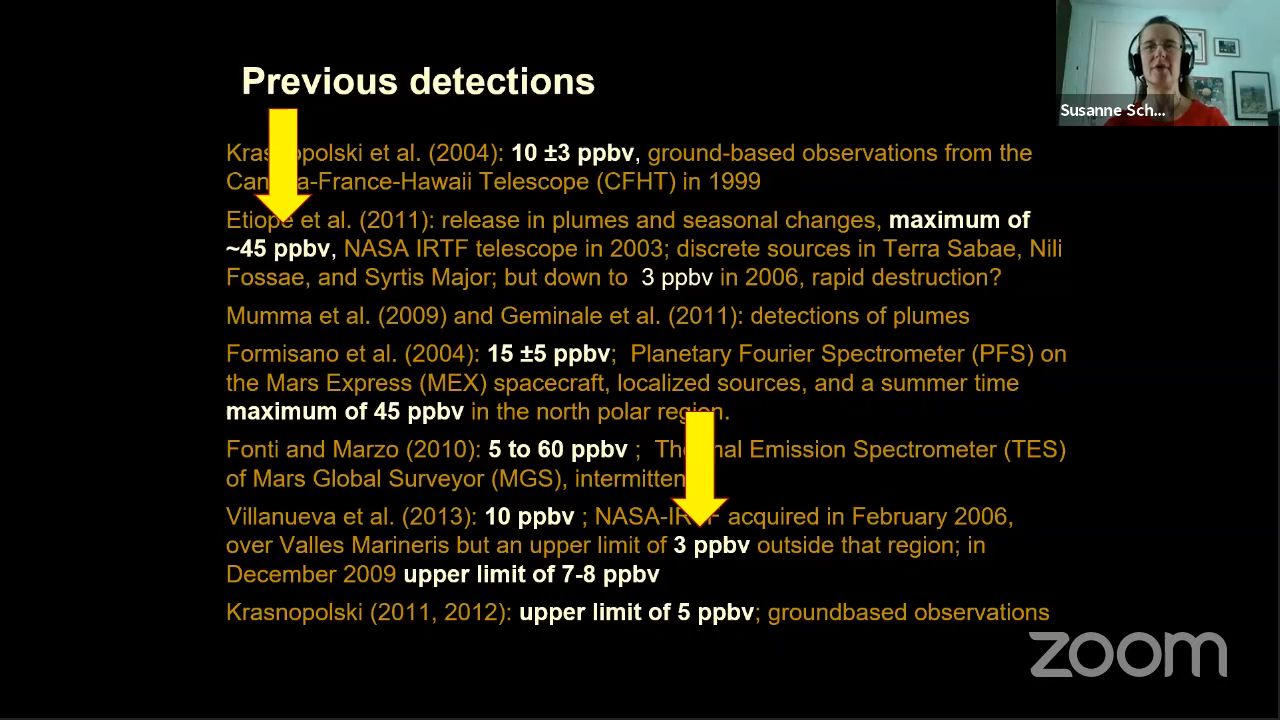 Previous detections
Susanne Sch...
Kras opolski et al. (2004): 10 ±3 ppbv, ground-based observations from the
Can a-France-Hawaii Telescope (CFHT) in 1999
Etiope et al. (2011): release in plumes and seasonal changes, maximum of
~45 ppbv, NASA IRTF telescope in 2003; discrete sources in Terra Sabae, Nili
Fossae, and Syrtis Major; but down to 3 ppbv in 2006, rapid destruction?
Mumma et al. (2009) and Geminale et al. (2011): detections of plumes
Formisano et al. (2004): 15 ±5 ppbv; Planetary Fourier Spectrometer (PFS) on
the Mars Express (MEX) spacecraft, localized sources, and a summer time
maximum of 45 ppbv in the north polar region.
Fonti and Marzo (2010): 5 to 60 ppbv ; Th mal Emission Spectrometer (TES)
of Mars Global Surveyor (MGS), intermitten
Villanueva et al. (2013): 10 ppbv ; NASA-IRTF acquired in February 2006,
over Valles Marineris but an upper limit of 3 ppbv outside that region; in
December 2009 upper limit of 7-8 ppbv
Krasnopolski (2011, 2012): upper limit of 5 ppbv; groundbased observations
zoom